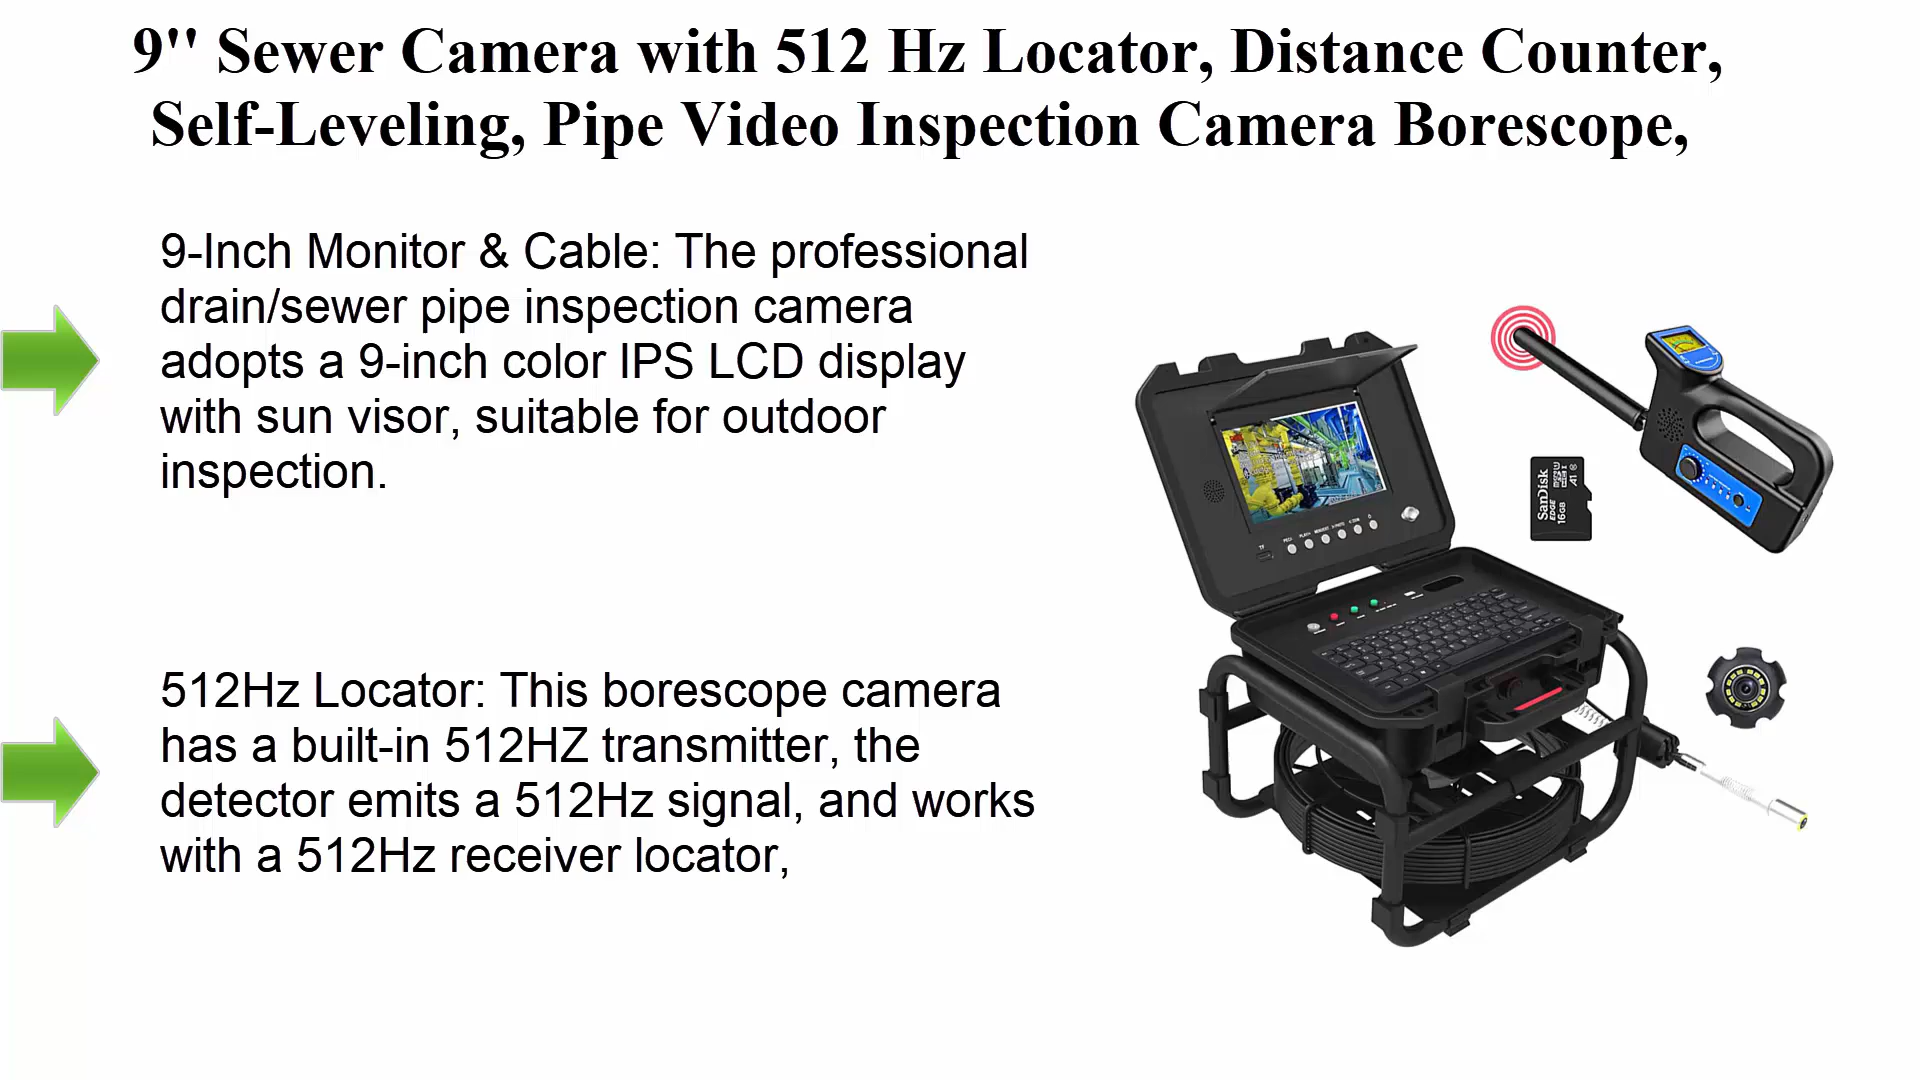 9'' Sewer Camera with 512 Hz Locator, Distance Counter,
Self-Leveling, Pipe Video Inspection Camera Borescope,
9-Inch Monitor & Cable: The professional
drain/sewer pipe inspection camera
adopts a 9-inch color IPS LCD display
with sun visor, suitable for outdoor
inspection.
512Hz Locator: This borescope camera
has a built-in 512HZ transmitter, the
detector emits a 512Hz signal, and works
with a 512Hz receiver locator,
SanDisk
EDGE
16GB
A1
TF